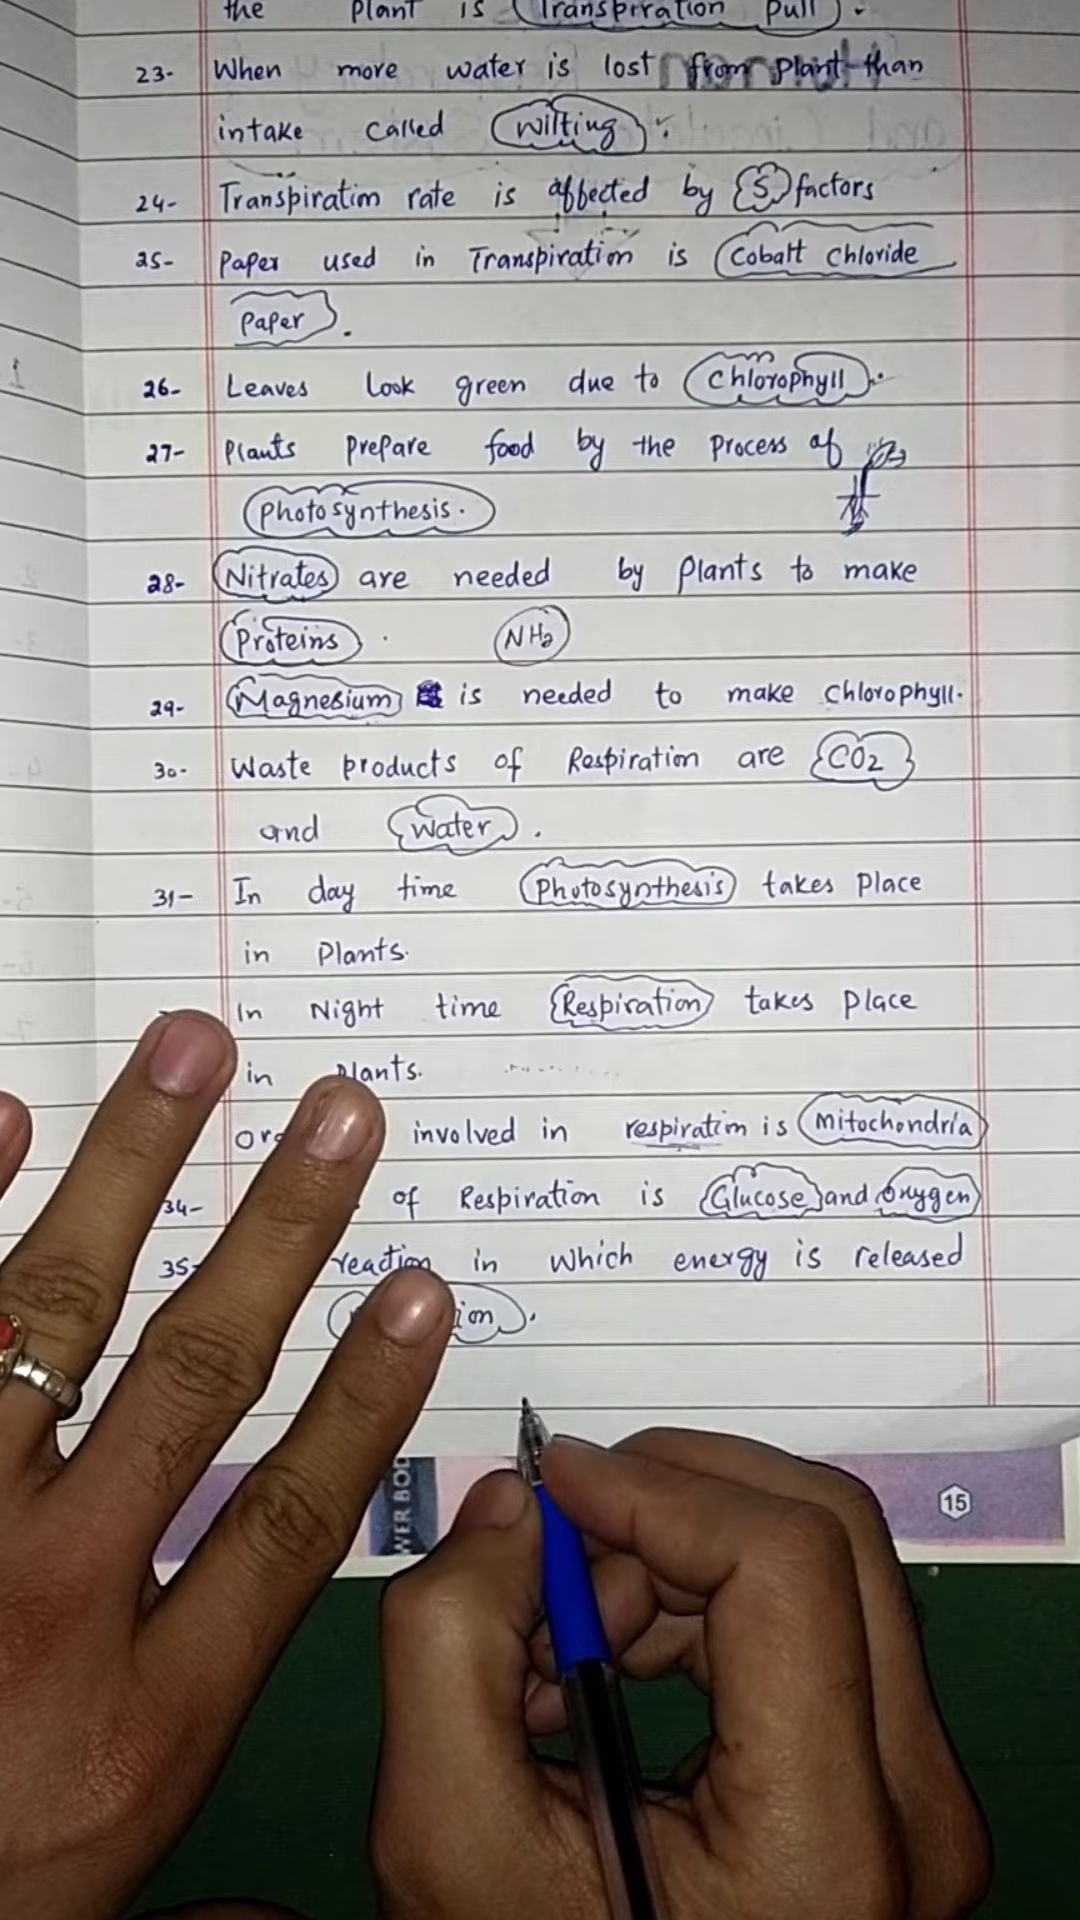 the plant is Transpiration pull.
23- When more water is lost from plant than
intake called Wilting.
24- Transpiration rate is affected by 5 factors
25- Paper used in Transpiration is Cobalt Chloride
Paper.
26- Leaves look green due to Chlorophyll.
27- Plants prepare food by the process of
Photosynthesis.
28- Nitrates are needed by plants to make
Proteins. NH2
29- Magnesium is needed to make chlorophyll.
30- Waste products of Respiration are CO2
and Water.
31- In day time Photosynthesis takes place
in plants.
In Night time Respiration takes place
in plants.
involved in respiration is Mitochondria
34- of Respiration is Glucose and Oxygen
35- reaction in which energy is released
15